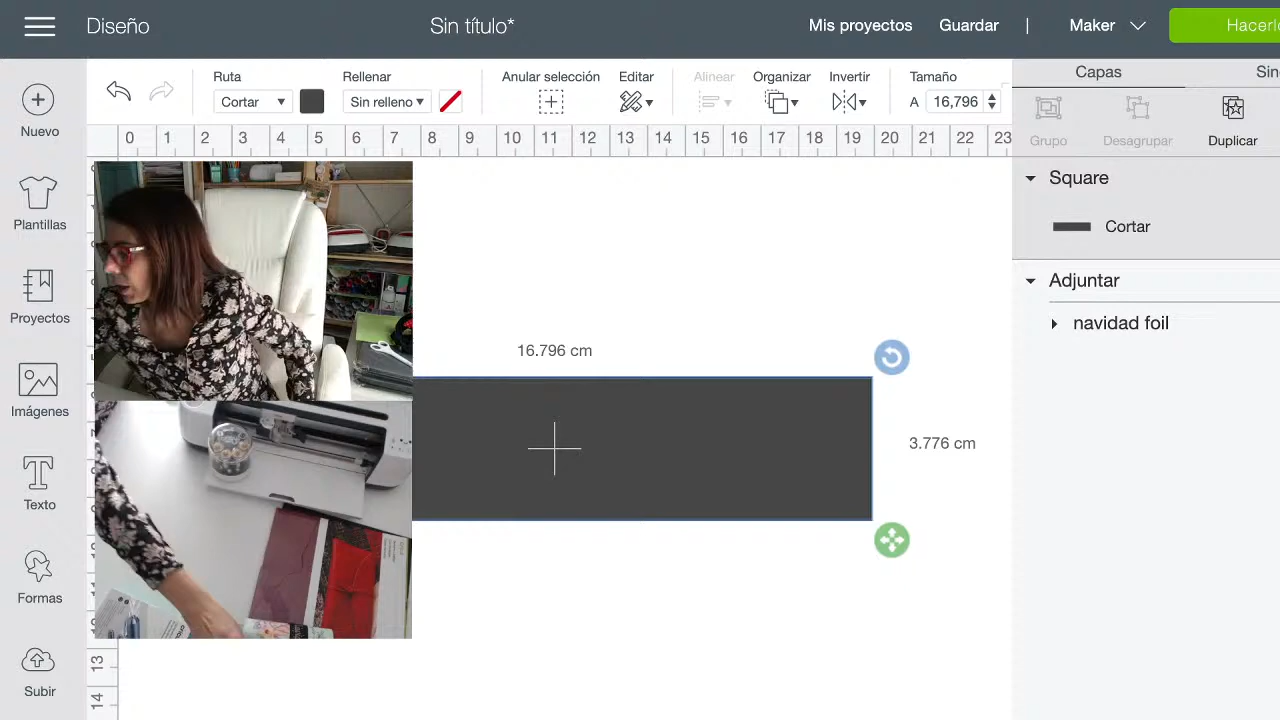 Diseño
Sin título*
Mis proyectos
Guardar
|
Maker
Hacerlo
Ruta
Rellenar
Anular selección
Editar
Alinear
Organizar
Invertir
Tamaño
Cortar
Sin relleno
A 16,796
Nuevo
Plantillas
Proyectos
Imágenes
Texto
Formas
Subir
0 1 2 3 4 5 6 7 8 9 10 11 12 13 14 15 16 17 18 19 20 21 22 23
13
14
16.796 cm
3.776 cm
Capas
Sin
Grupo
Desagrupar
Duplicar
Square
Cortar
Adjuntar
navidad foil